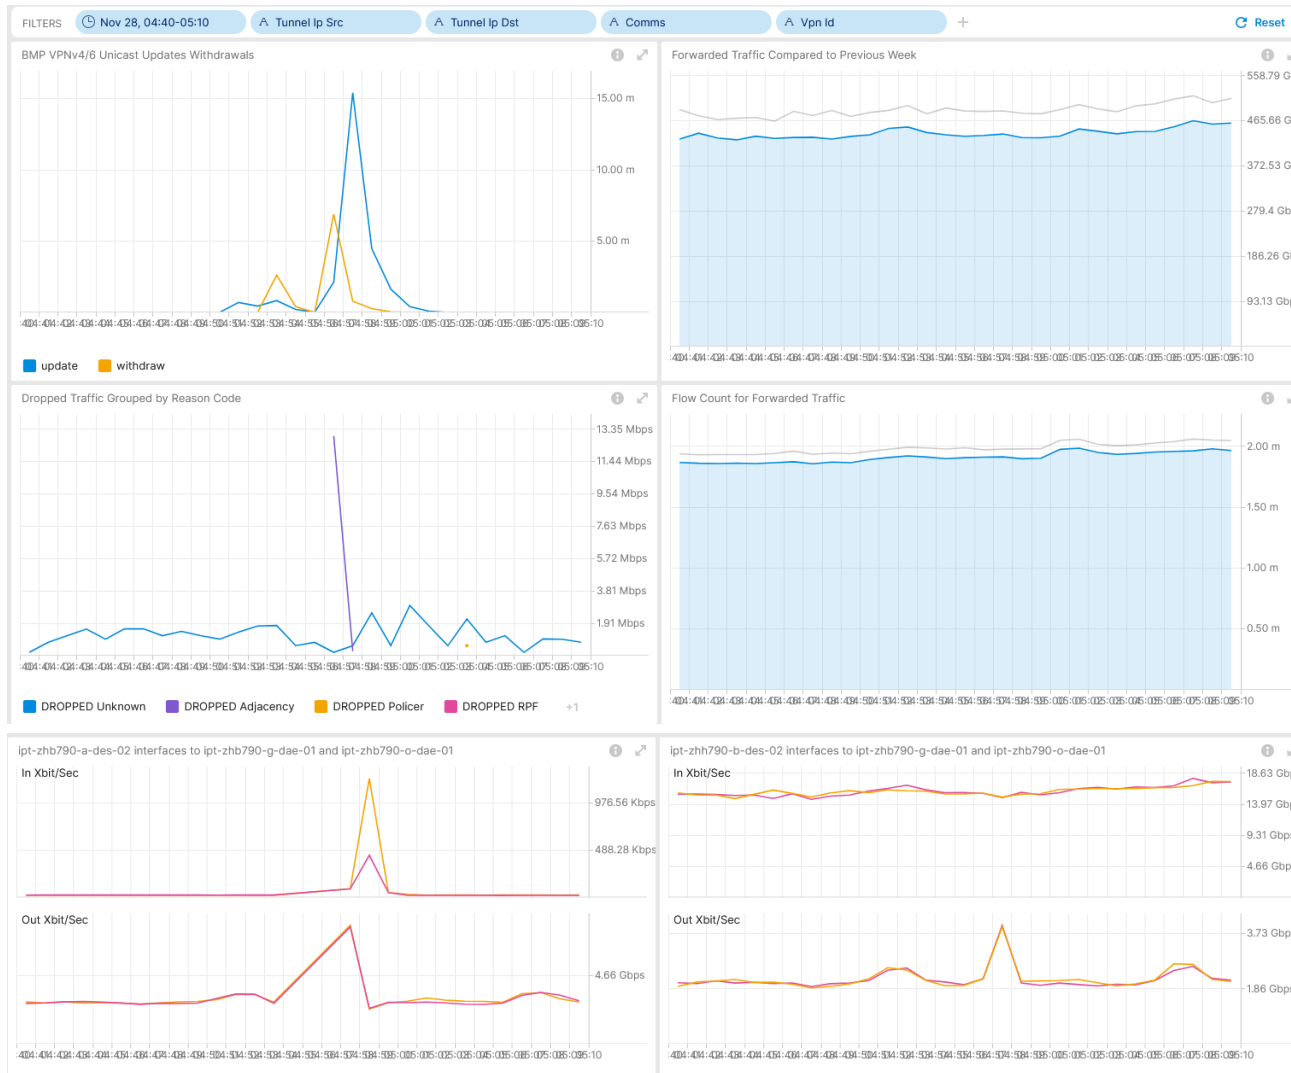 FILTERS Nov 28, 04:40-05:10 Tunnel Ip Src Tunnel Ip Dst Comms Vpn Id + Reset
BMP VPNv4/6 Unicast Updates Withdrawals
15.00 m
10.00 m
5.00 m
update withdraw
Forwarded Traffic Compared to Previous Week
558.79 G
465.66 G
372.53 G
279.4 G
186.26 G
93.13 Gbp
Dropped Traffic Grouped by Reason Code
13.35 Mbps
11.44 Mbps
9.54 Mbps
7.63 Mbps
5.72 Mbps
3.81 Mbps
1.91 Mbps
DROPPED Unknown DROPPED Adjacency DROPPED Policer DROPPED RPF +1
Flow Count for Forwarded Traffic
2.00 m
1.50 m
1.00 m
0.50 m
ipt-zhb790-a-des-02 interfaces to ipt-zhb790-g-dae-01 and ipt-zhb790-o-dae-01
In Xbit/Sec
976.56 Kbps
488.28 Kbps
Out Xbit/Sec
4.66 Gbps
ipt-zhh790-b-des-02 interfaces to ipt-zhb790-g-dae-01 and ipt-zhb790-o-dae-01
In Xbit/Sec
18.63 Gbp
13.97 Gbp
9.31 Gbps
4.66 Gbp
Out Xbit/Sec
3.73 Gbp
1.86 Gbps